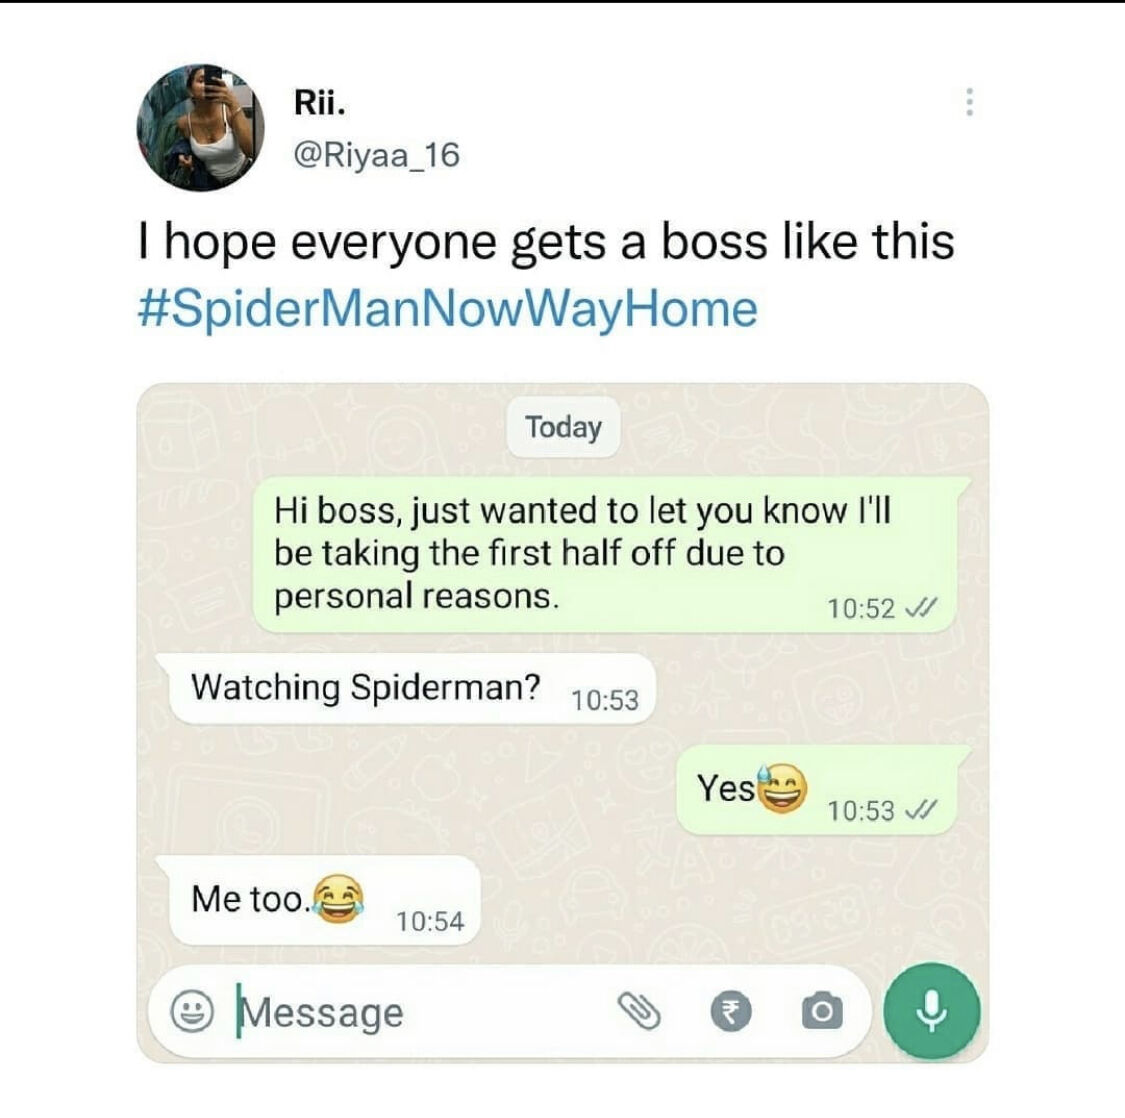 Rii.
@Riyaa_16
I hope everyone gets a boss like this
#SpiderManNowWayHome
Today
Hi boss, just wanted to let you know I'll
be taking the first half off due to
personal reasons.
10:52
Watching Spiderman? 10:53
Yes😅 10:53
Me too.😂 10:54
Message
₹